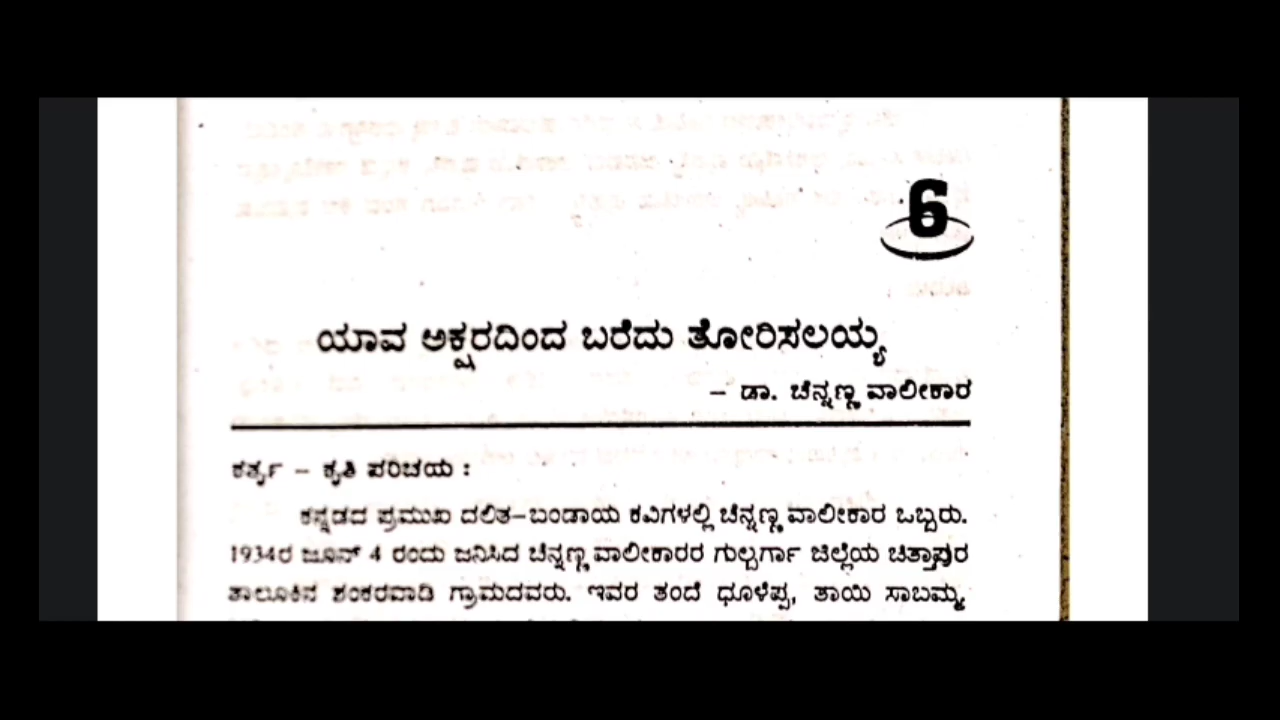 6
ಯಾವ ಅಕ್ಷರದಿಂದ ಬರೆದು ತೋರಿಸಲಯ್ಯ
– ಡಾ. ಚೆನ್ನಣ್ಣ ವಾಲೀಕಾರ
ಕರ್ತೃ – ಕೃತಿ ಪರಿಚಯ :
ಕನ್ನಡದ ಪ್ರಮುಖ ದಲಿತ–ಬಂಡಾಯ ಕವಿಗಳಲ್ಲಿ ಚೆನ್ನಣ್ಣ ವಾಲೀಕಾರ ಒಬ್ಬರು.
1934ರ ಜೂನ್ 4 ರಂದು ಜನಿಸಿದ ಚೆನ್ನಣ್ಣ ವಾಲೀಕಾರರ ಗುಲ್ಬರ್ಗಾ ಜಿಲ್ಲೆಯ ಚಿತ್ತಾಪುರ
ತಾಲೂಕಿನ ಶಂಕರವಾಡಿ ಗ್ರಾಮದವರು. ಇವರ ತಂದೆ ಧೂಳೆಪ್ಪ, ತಾಯಿ ಸಾಬಮ್ಮ